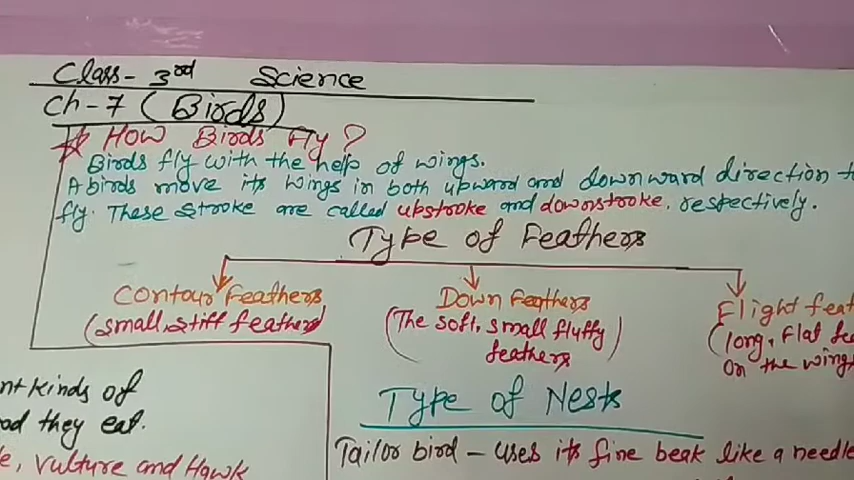 Class- 3rd Science
Ch-7 (Birds)
How Birds Fly?
Birds fly with the help of wings.
A birds move its wings in both upward and downward direction
fly. These stroke are called upstroke and downstroke, respectively.
Type of Feathers
Contour Feathers
(small, stiff feathers)
Down Feathers
(The soft, small fluffy
feathers)
Flight
(long, flat
on the wing
kinds of
they eat.
Vulture and Hawk
Type of Nests
Tailor bird - uses its fine beak like a needle